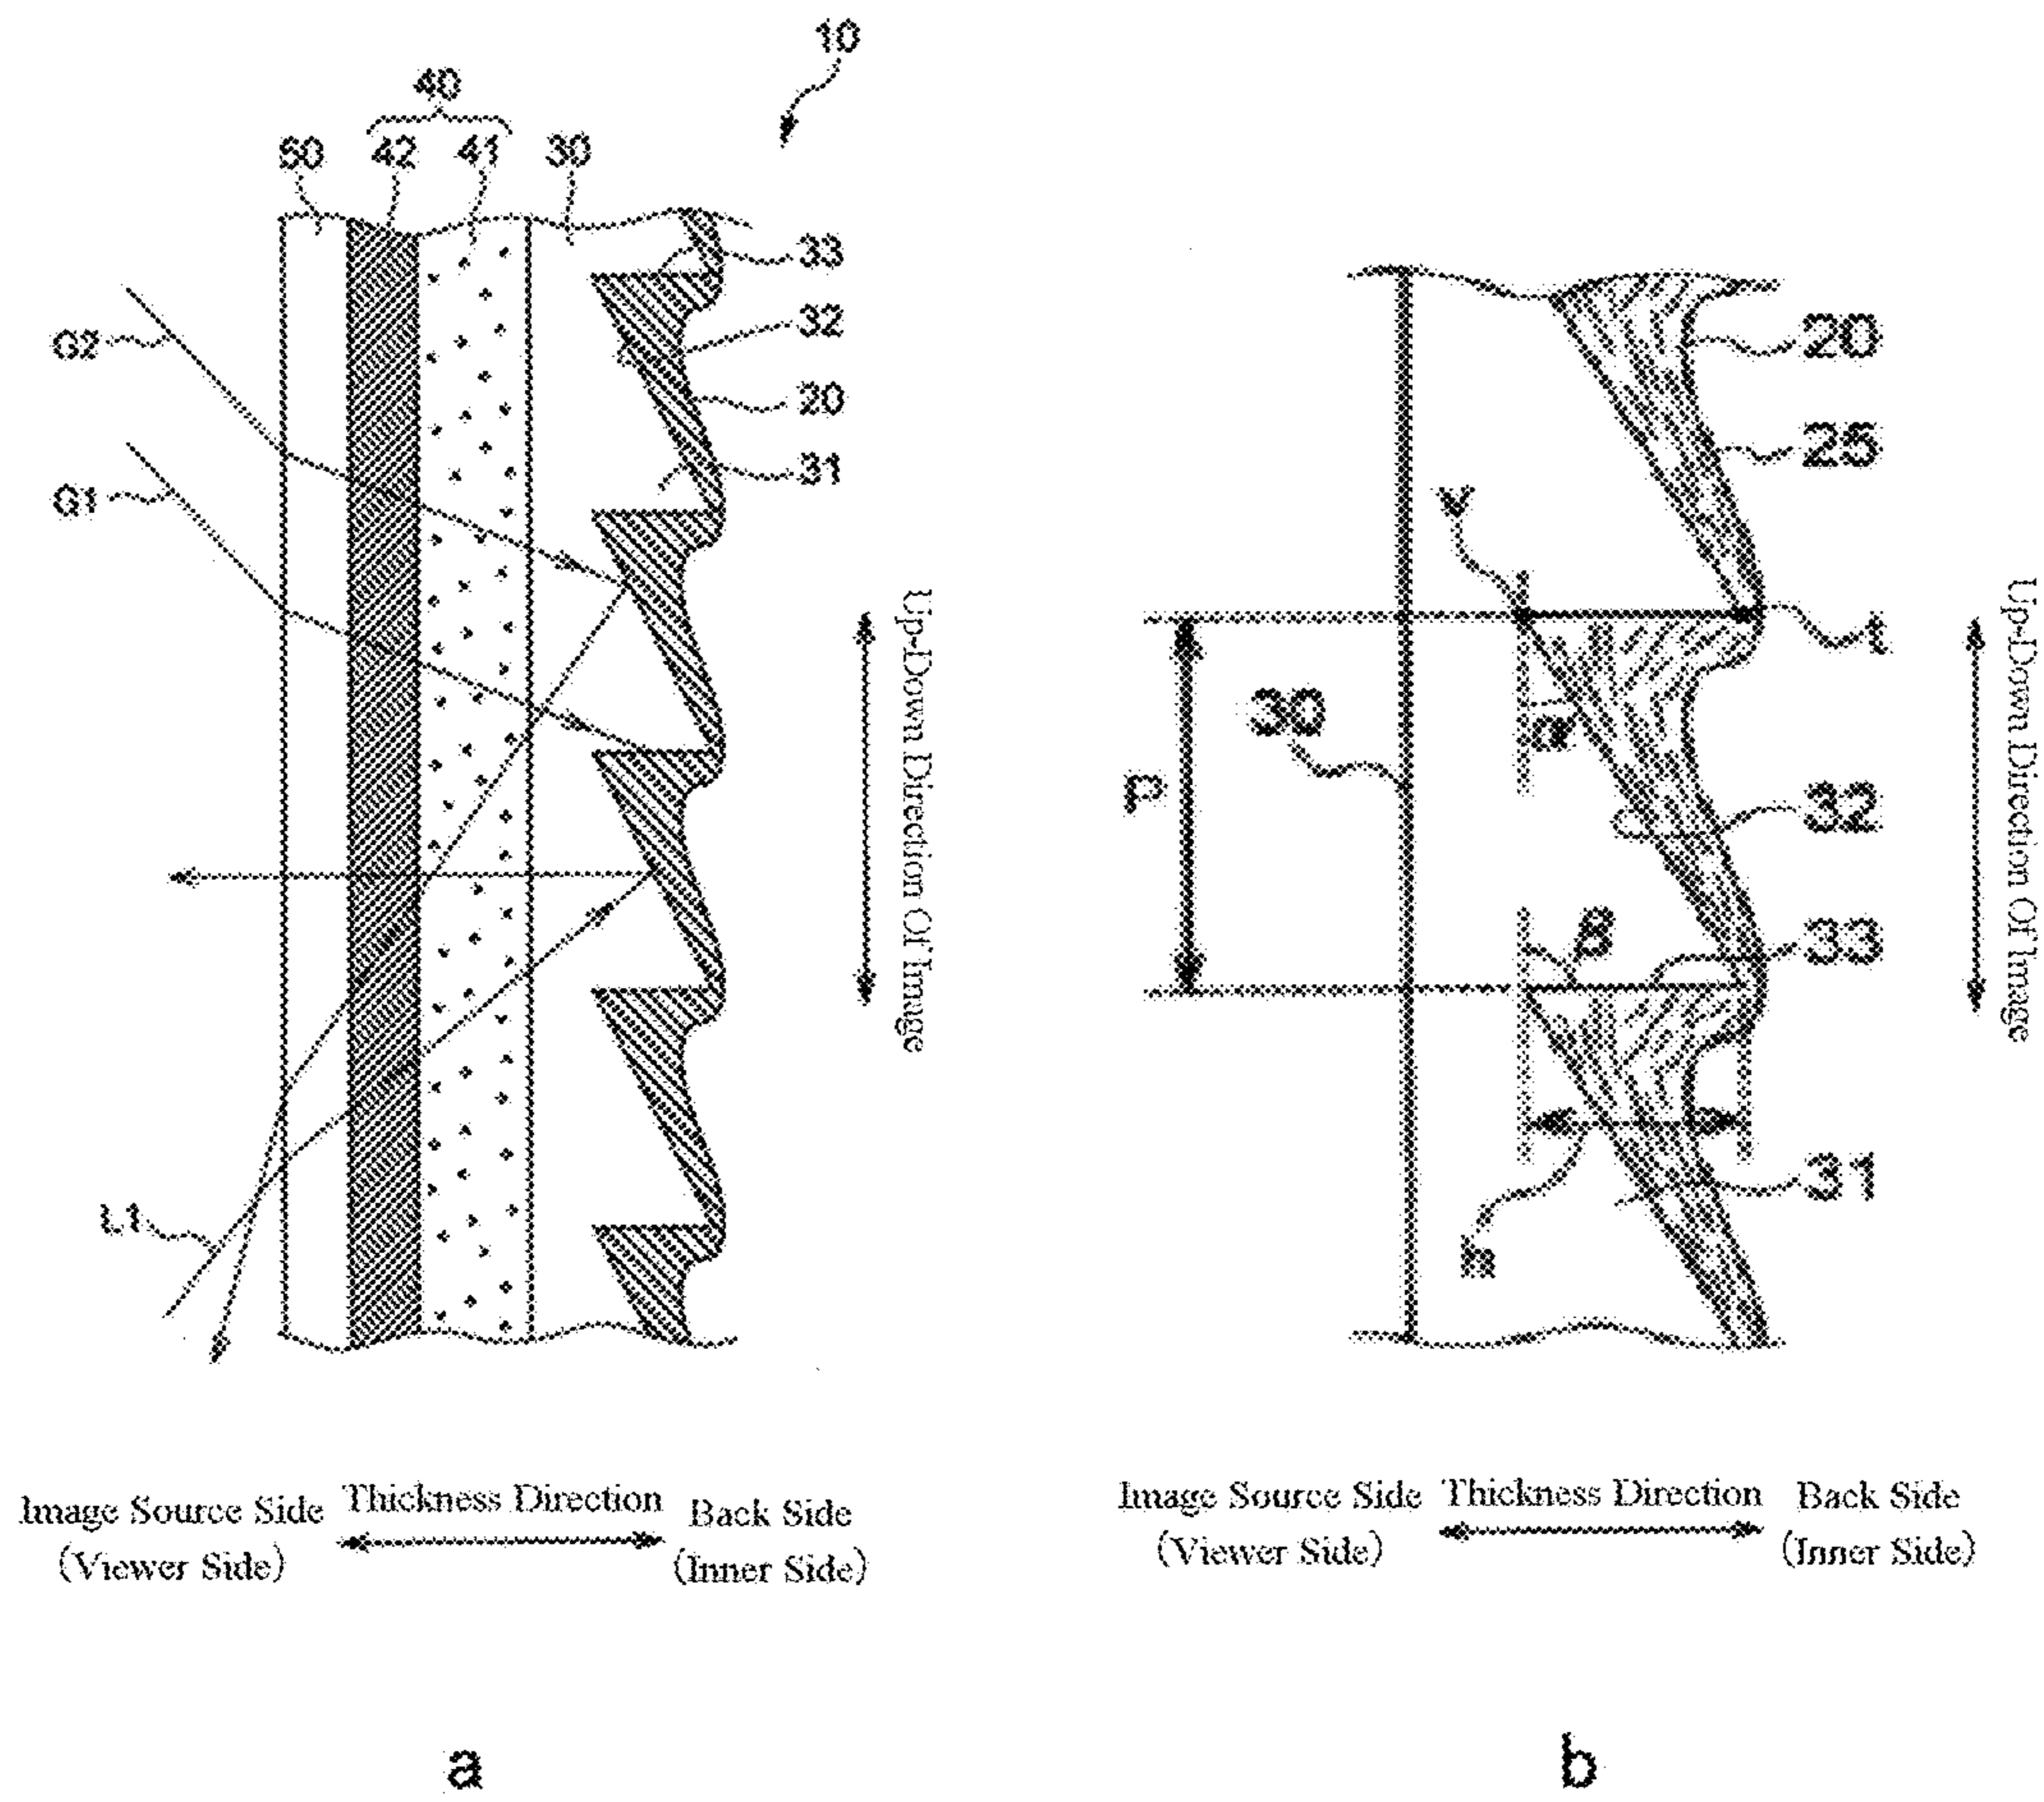 10
40
50 42 41 30
33
32
20
31
G2
G1
L1
Up-Down Direction Of Image
Image Source Side
(Viewer Side)
Thickness Direction
Back Side
(Inner Side)
a
20
25
V
t
30
α
P
32
β
33
31
h
Up-Down Direction Of Image
Image Source Side
(Viewer Side)
Thickness Direction
Back Side
(Inner Side)
b